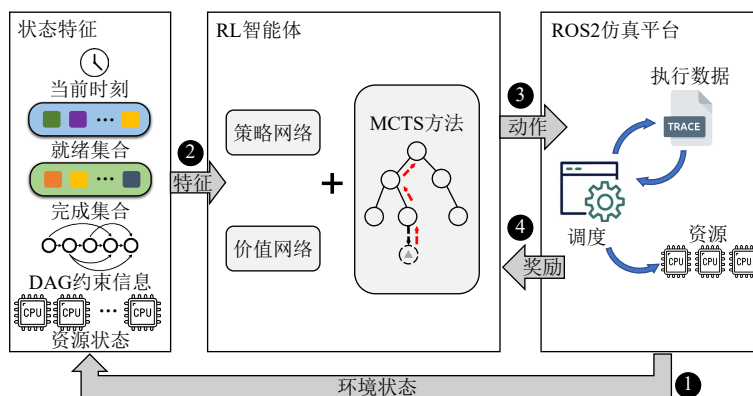 状态特征
当前时刻
就绪集合
完成集合
DAG约束信息
CPU CPU CPU
资源状态
2
特征
RL智能体
策略网络
价值网络
MCTS方法
3
动作
4
奖励
ROS2仿真平台
执行数据
TRACE
调度
资源
CPU CPU CPU
环境状态
1